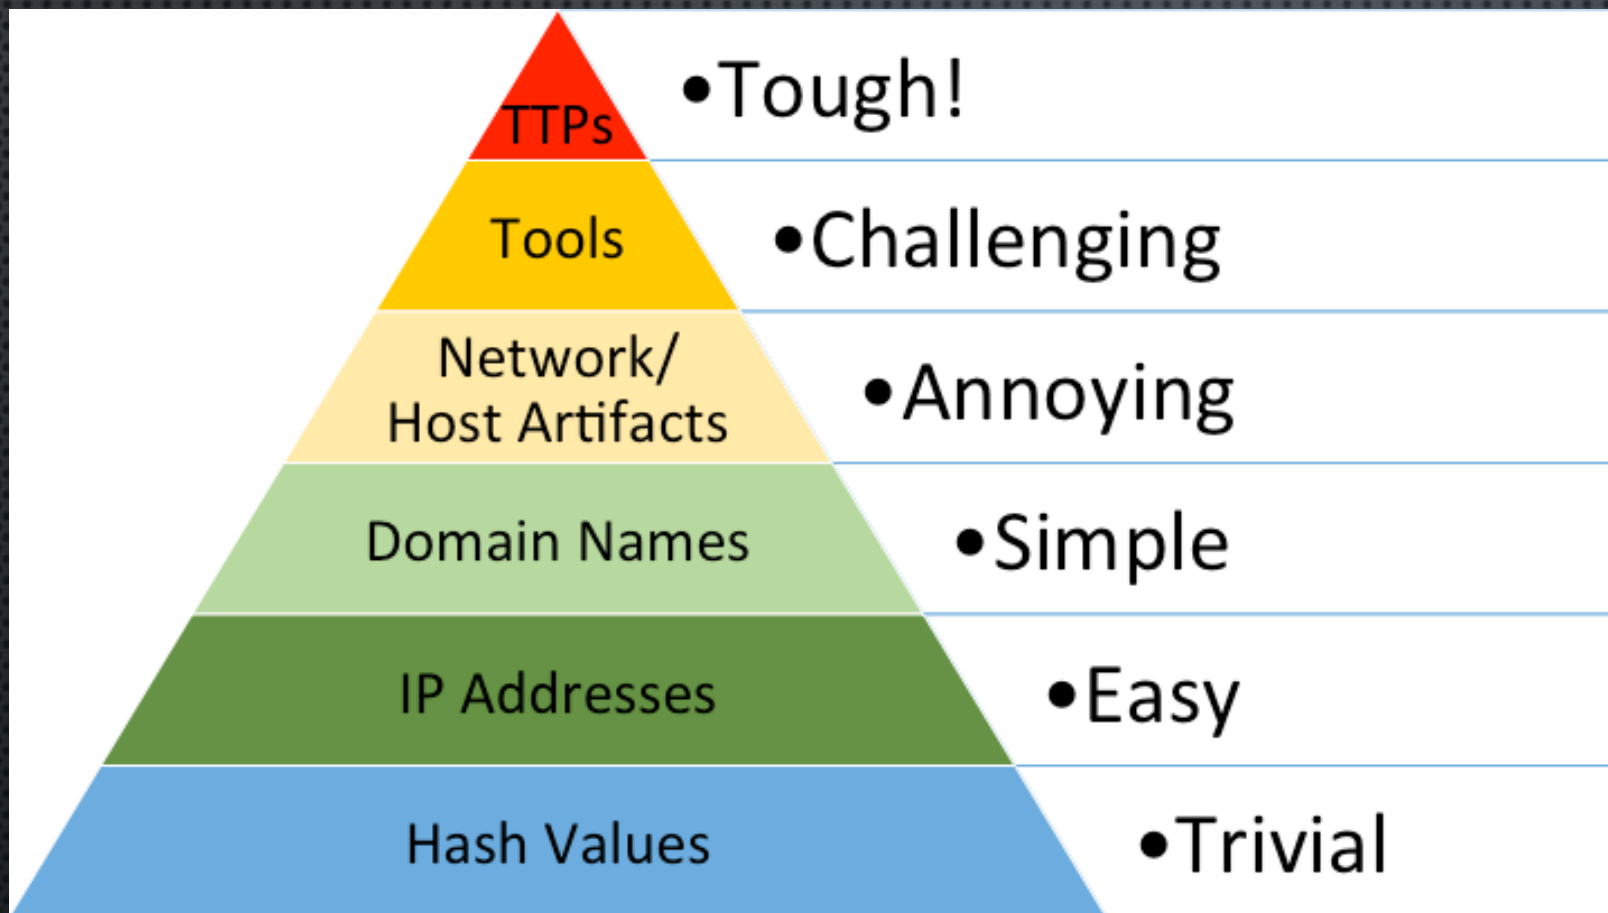 TTPs
•Tough!
Tools
•Challenging
Network/
Host Artifacts
•Annoying
Domain Names
•Simple
IP Addresses
•Easy
Hash Values
•Trivial